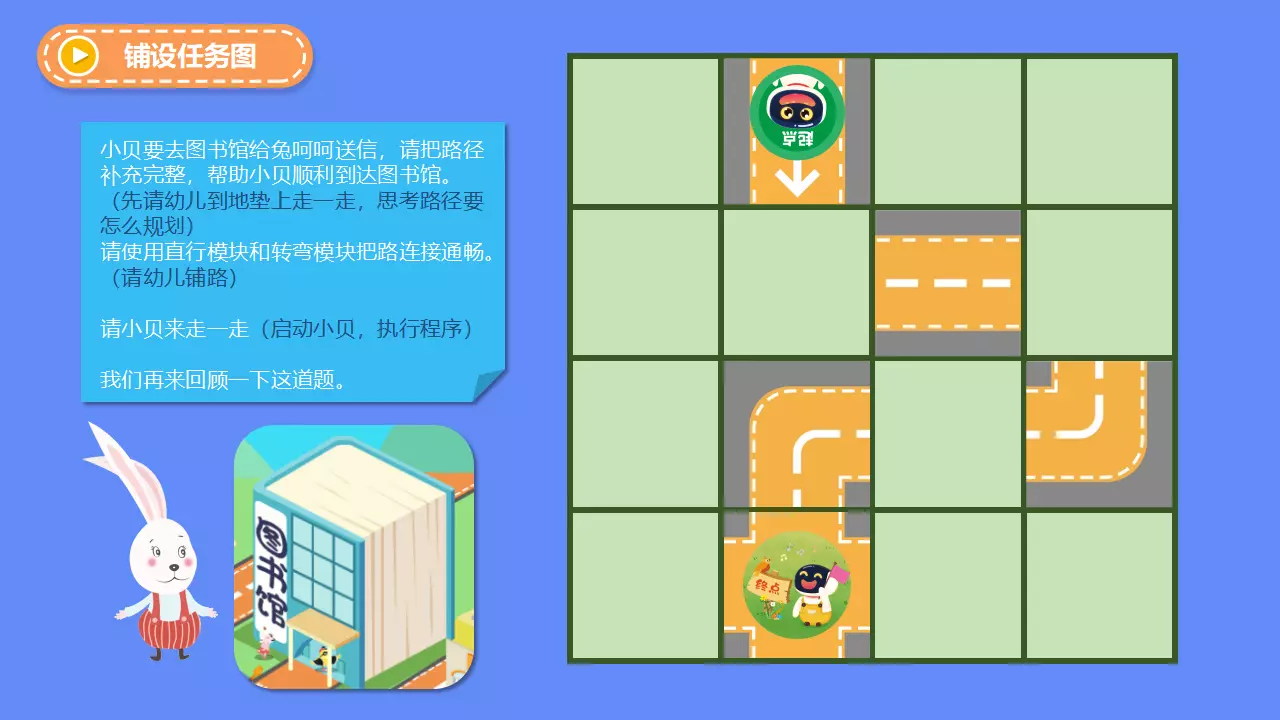 铺设任务图
小贝要去图书馆给兔呵呵送信，请把路径
补充完整，帮助小贝顺利到达图书馆。
（先请幼儿到地垫上走一走，思考路径要
怎么规划）
请使用直行模块和转弯模块把路连接通畅。
（请幼儿铺路）
请小贝来走一走（启动小贝，执行程序）
我们再来回顾一下这道题。
起点
图书馆
终点